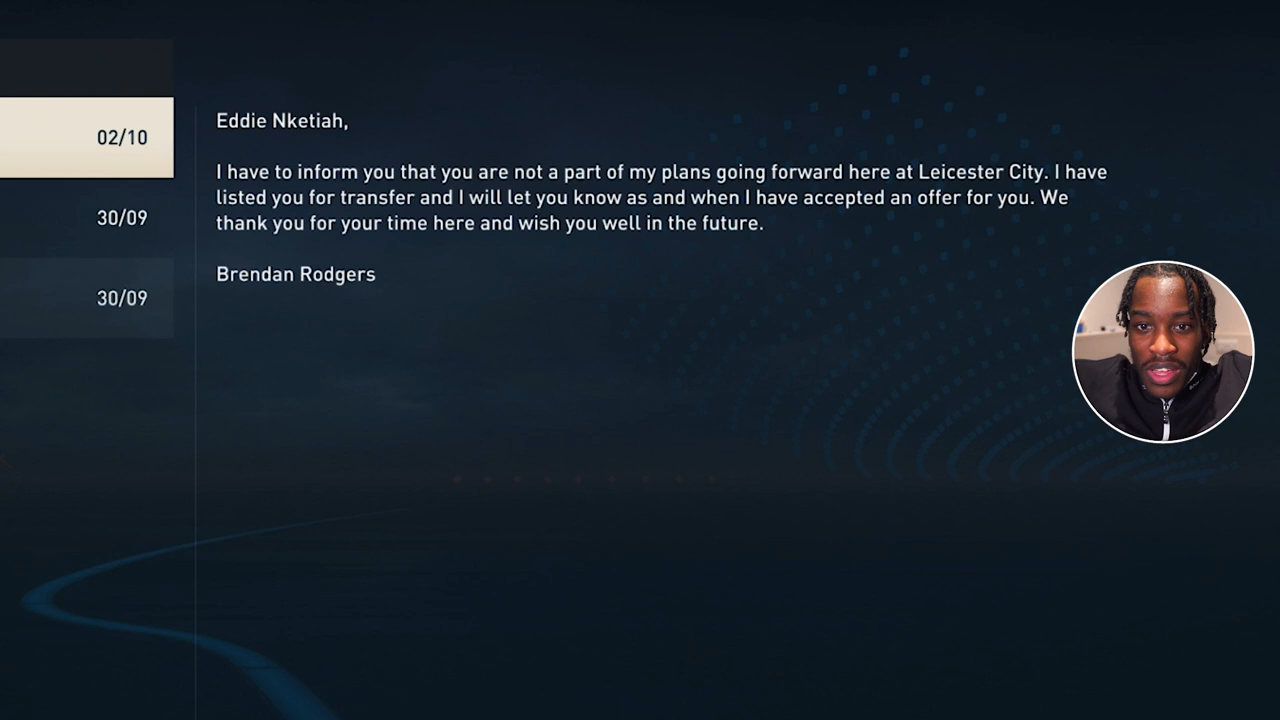 02/10
30/09
30/09
Eddie Nketiah,
I have to inform you that you are not a part of my plans going forward here at Leicester City. I have
listed you for transfer and I will let you know as and when I have accepted an offer for you. We
thank you for your time here and wish you well in the future.
Brendan Rodgers